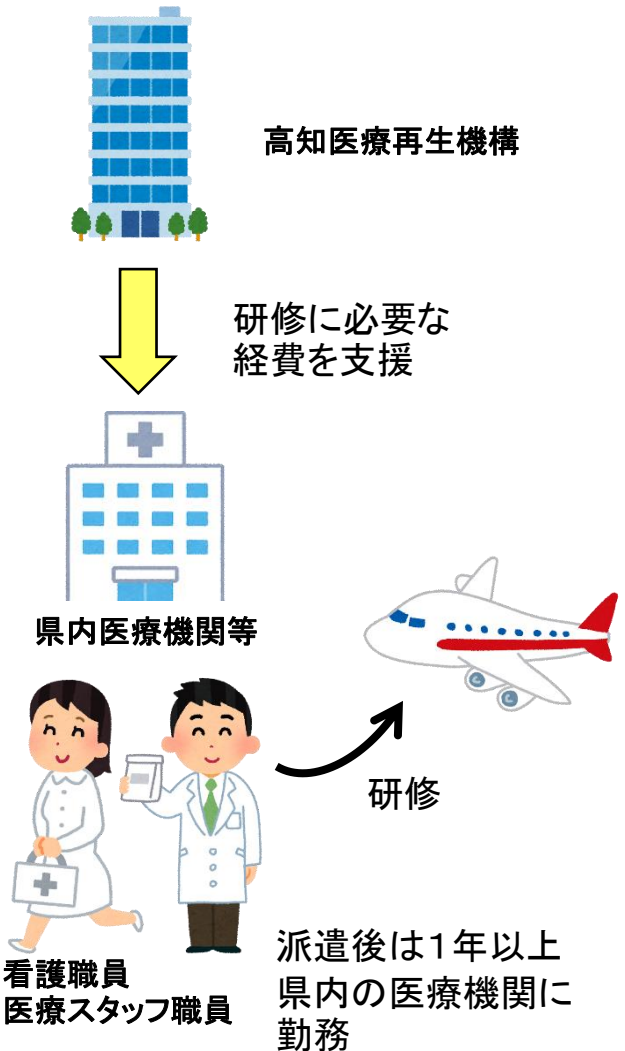 高知医療再生機構
研修に必要な
経費を支援
県内医療機関等
研修
看護職員
医療スタッフ職員
派遣後は１年以上
県内の医療機関に
勤務